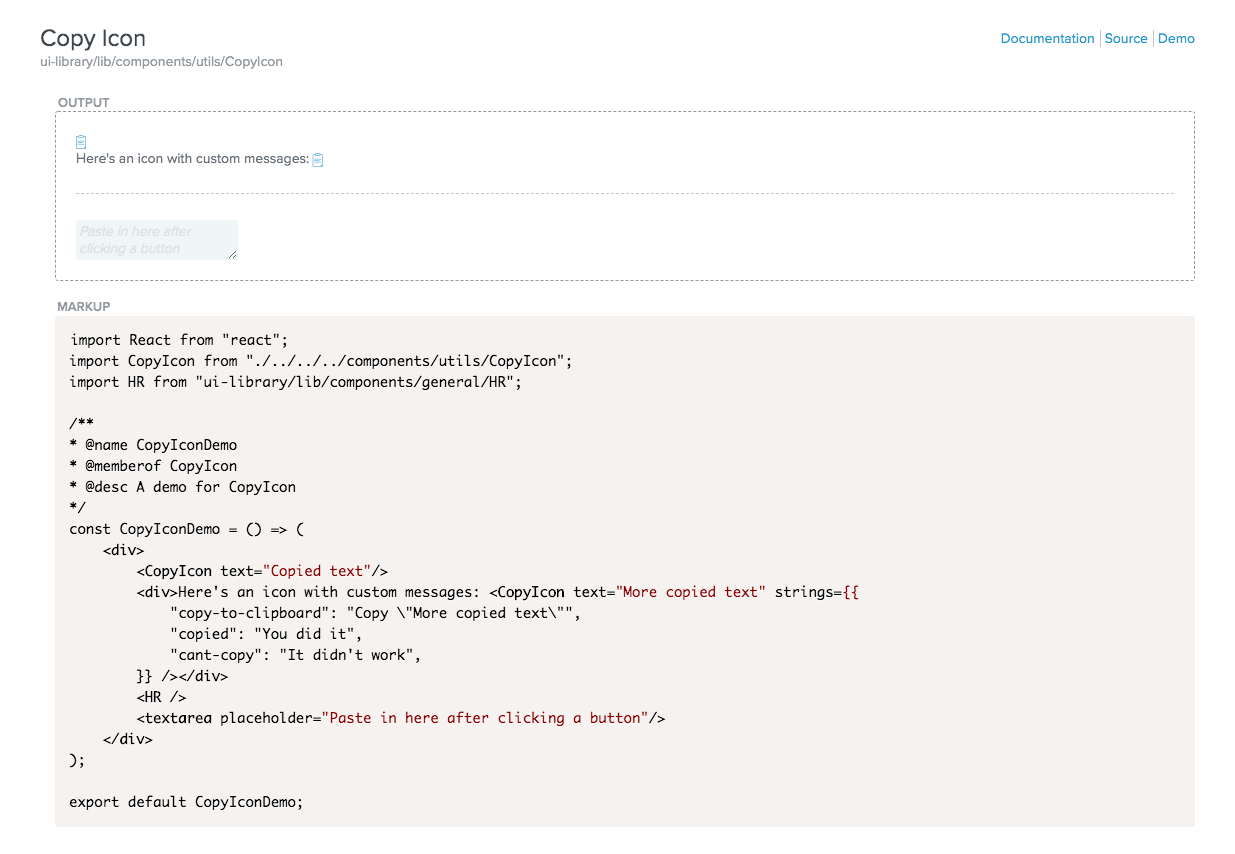 Copy Icon
Documentation Source Demo
ui-library/lib/components/utils/CopyIcon
OUTPUT
Here's an icon with custom messages:
Paste in here after
clicking a button
MARKUP
import React from "react";
import CopyIcon from "./../../../components/utils/CopyIcon";
import HR from "ui-library/lib/components/general/HR";
/**
* @name CopyIconDemo
* @memberof CopyIcon
* @desc A demo for CopyIcon
*/
const CopyIconDemo = () => (
<div>
<CopyIcon text="Copied text"/>
<div>Here's an icon with custom messages: <CopyIcon text="More copied text" strings={{
"copy-to-clipboard": "Copy \"More copied text\"",
"copied": "You did it",
"cant-copy": "It didn't work",
}} /></div>
<HR />
<textarea placeholder="Paste in here after clicking a button"/>
</div>
);
export default CopyIconDemo;